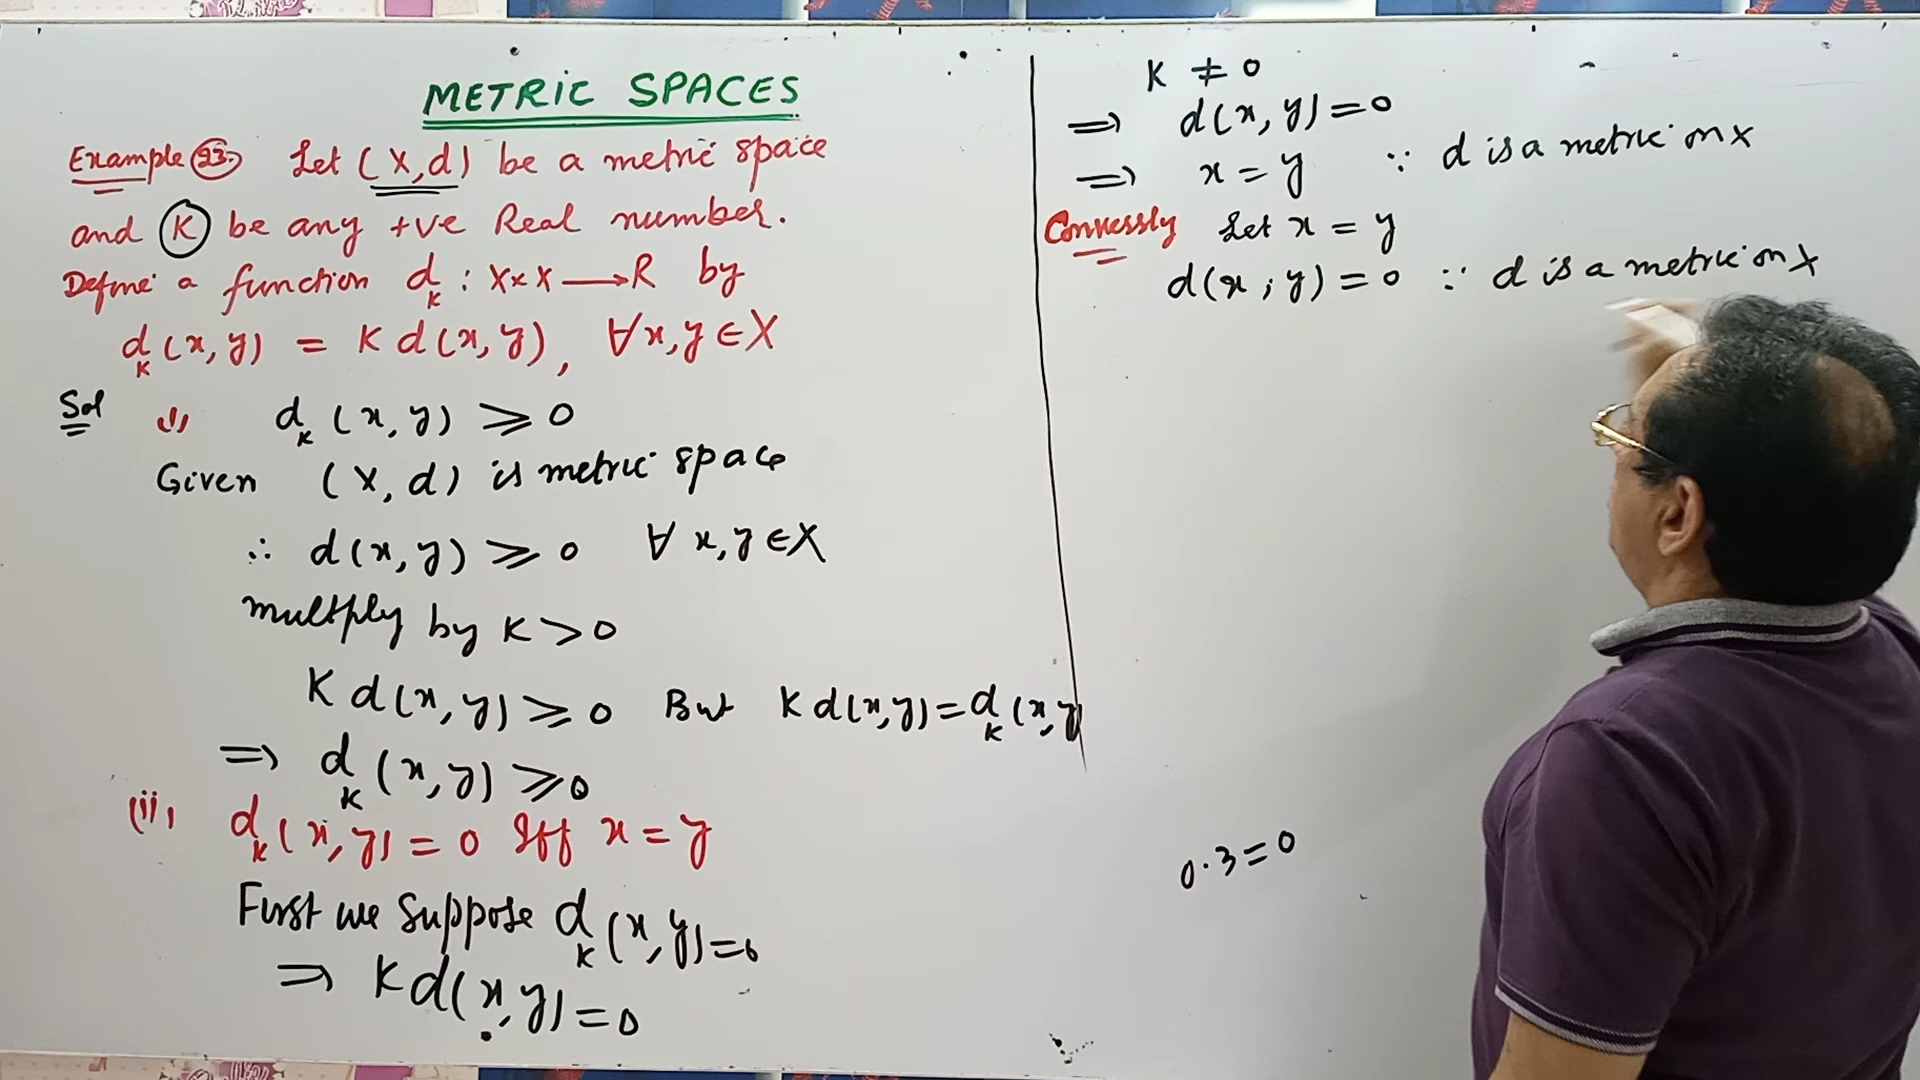 METRIC SPACES
Example 23. Let (X,d) be a metric space
and K be any +ve Real number.
Define a function d_K : X×X ⟶ R by
d_K(x,y) = K d(x,y), ∀x,y ∈ X
Sol (i) d_K(x,y) ⩾ 0
Given (X,d) is metric space
∴ d(x,y) ⩾ 0 ∀ x,y ∈ X
multply by K > 0
K d(x,y) ⩾ 0 But K d(x,y) = d_K(x,y)
⇒ d_K(x,y) ⩾ 0
(ii) d_K(x,y) = 0 Iff x = y
First we suppose d_K(x,y) = 0
⇒ K d(x,y) = 0
K ≠ 0
⇒ d(x,y) = 0
⇒ x = y ∵ d is a metric on X
Conversly Let x = y
d(x,y) = 0 ∵ d is a metric on X
0·3 = 0